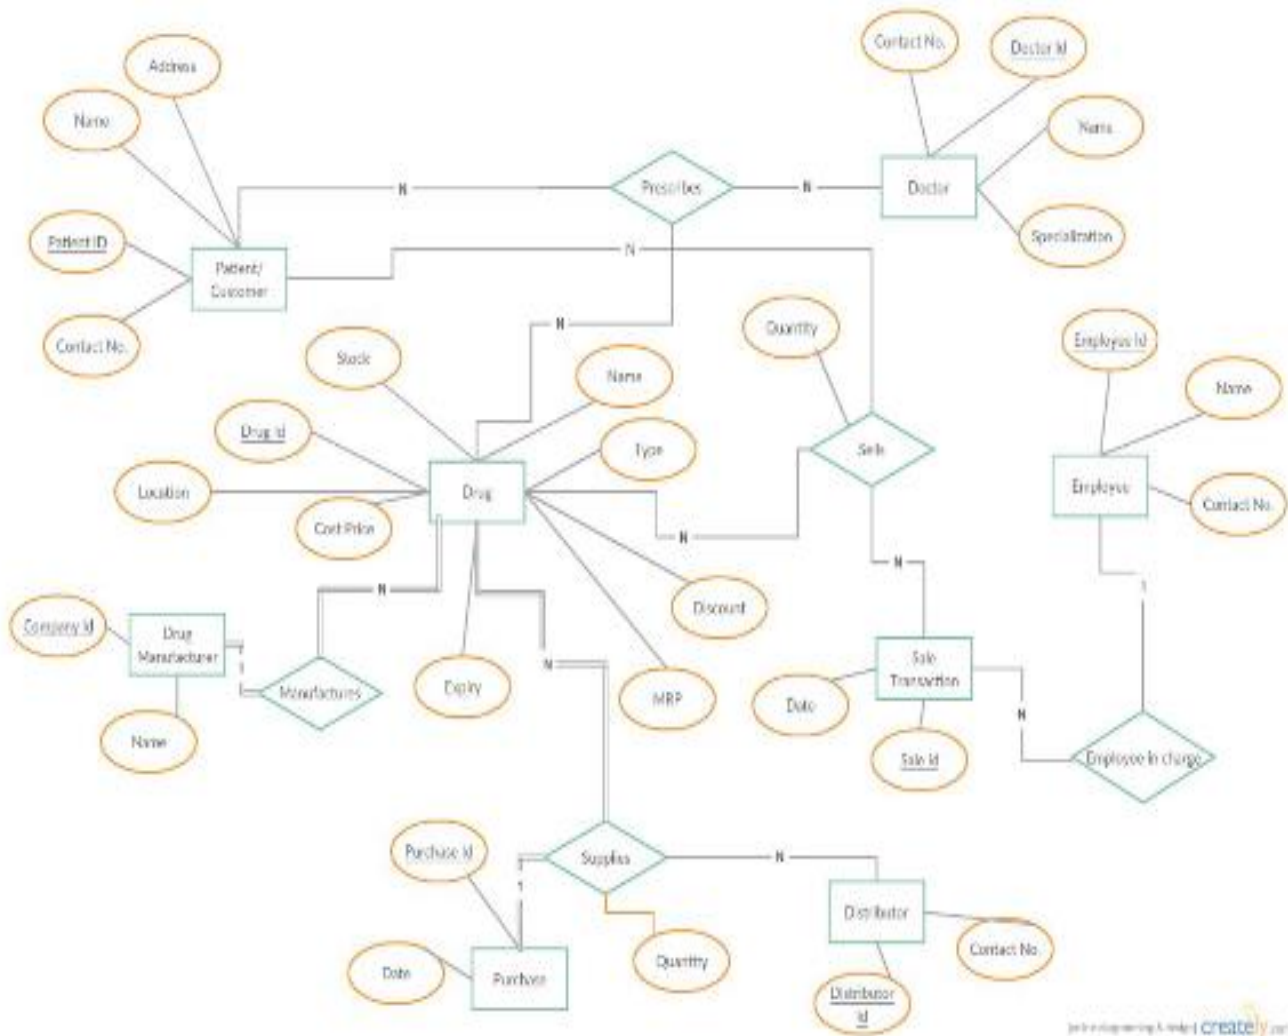 Contact No.
Doctor Id
Address
Name
Name
N
Prescribes
N
Doctor
Patient ID
Specialization
N
Patient/
Customer
Contact No.
Quantity
N
Stock
Employee Id
Name
Name
Drug Id
Type
Sells
Location
Drug
Employee
Cost Price
Contact No.
N
N
1
N
Discount
Company Id
Drug
Manufacturer
1
Sale
Transaction
N
Manufactures
Expiry
MRP
Date
N
Name
Sale Id
Employee in charge
Purchase Id
Supplies
N
1
Distributor
Quantity
Contact No.
Date
Purchase
Distributor
Id
creately